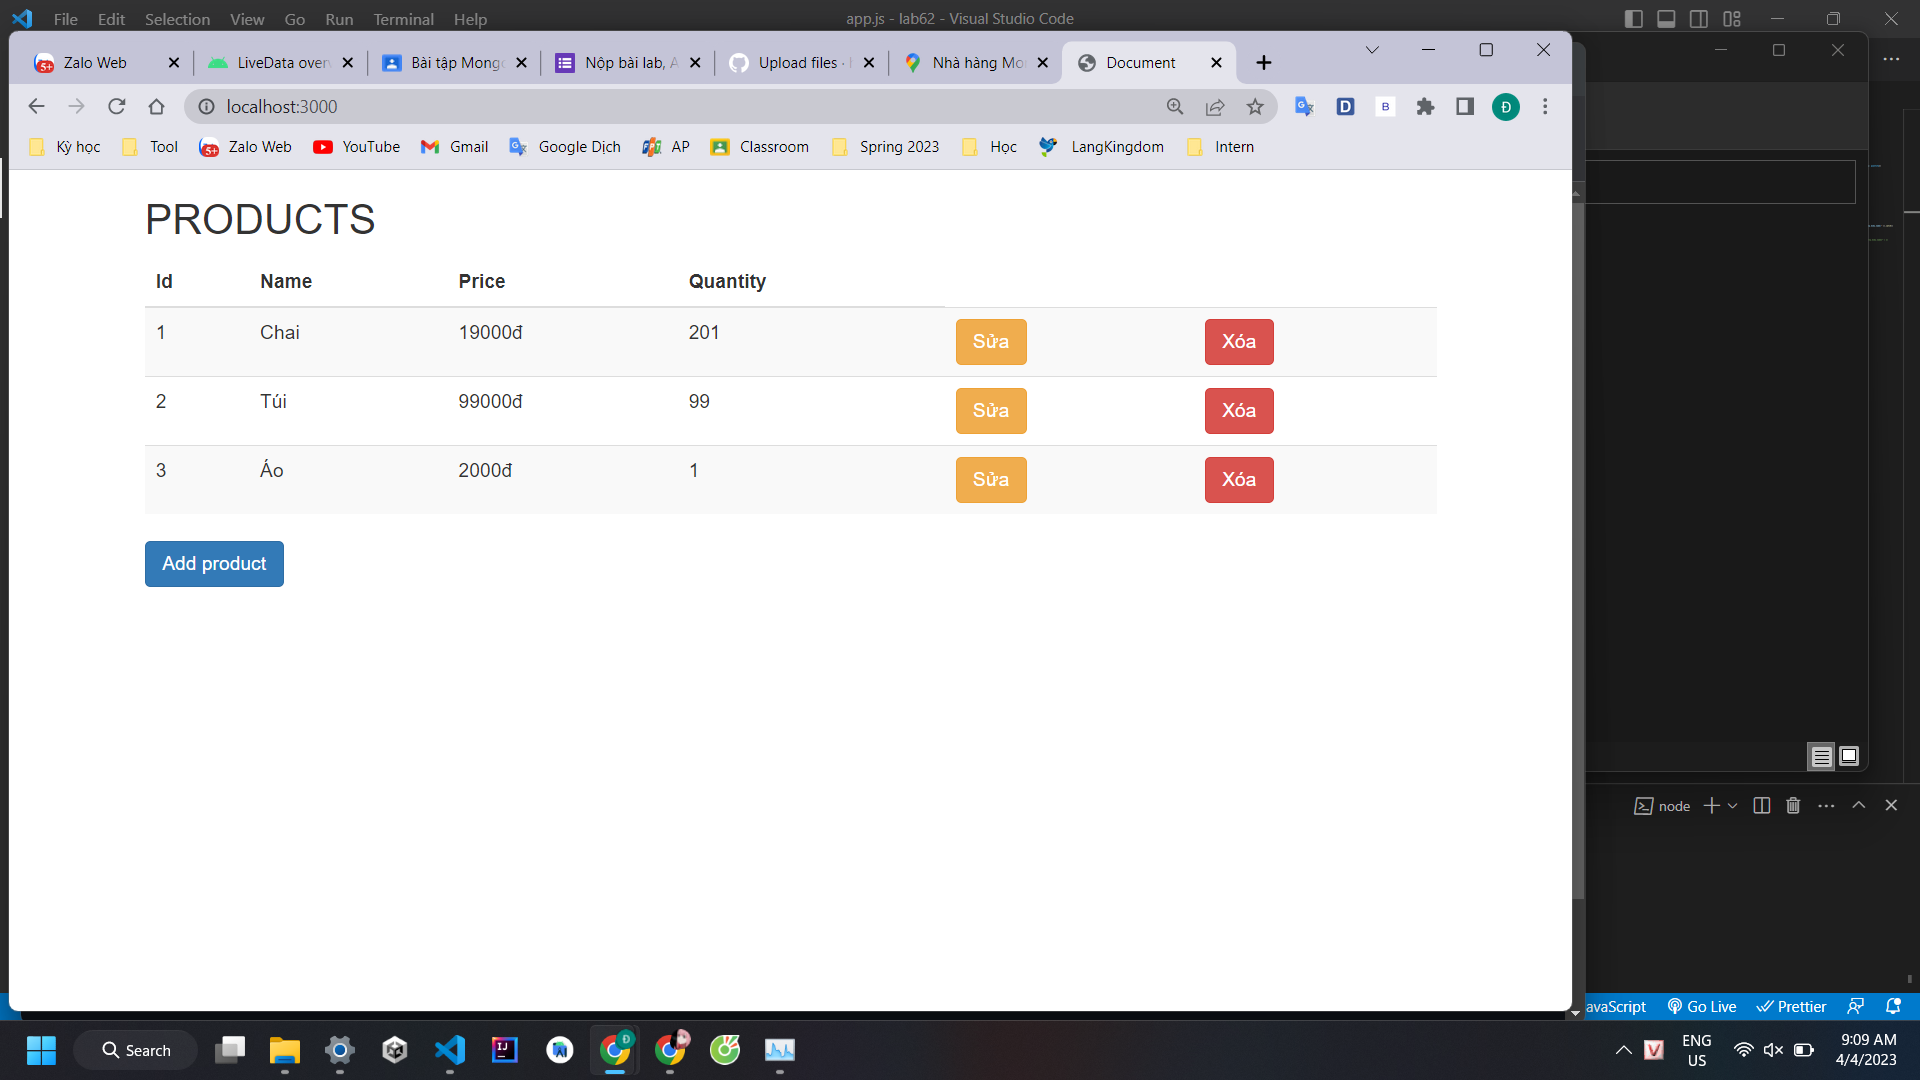 File Edit Selection View Go Run Terminal Help
app.js - lab62 - Visual Studio Code
Zalo Web
LiveData over
Bài tập Mongo
Nộp bài lab, A
Upload files ·
Nhà hàng Mo
Document
localhost:3000
Kỳ học Tool Zalo Web YouTube Gmail Google Dịch AP Classroom Spring 2023 Học LangKingdom Intern
PRODUCTS
Id Name Price Quantity
1 Chai 19000đ 201 Sửa Xóa
2 Túi 99000đ 99 Sửa Xóa
3 Áo 2000đ 1 Sửa Xóa
Add product
node
avaScript Go Live Prettier
Search
ENG
US
9:09 AM
4/4/2023